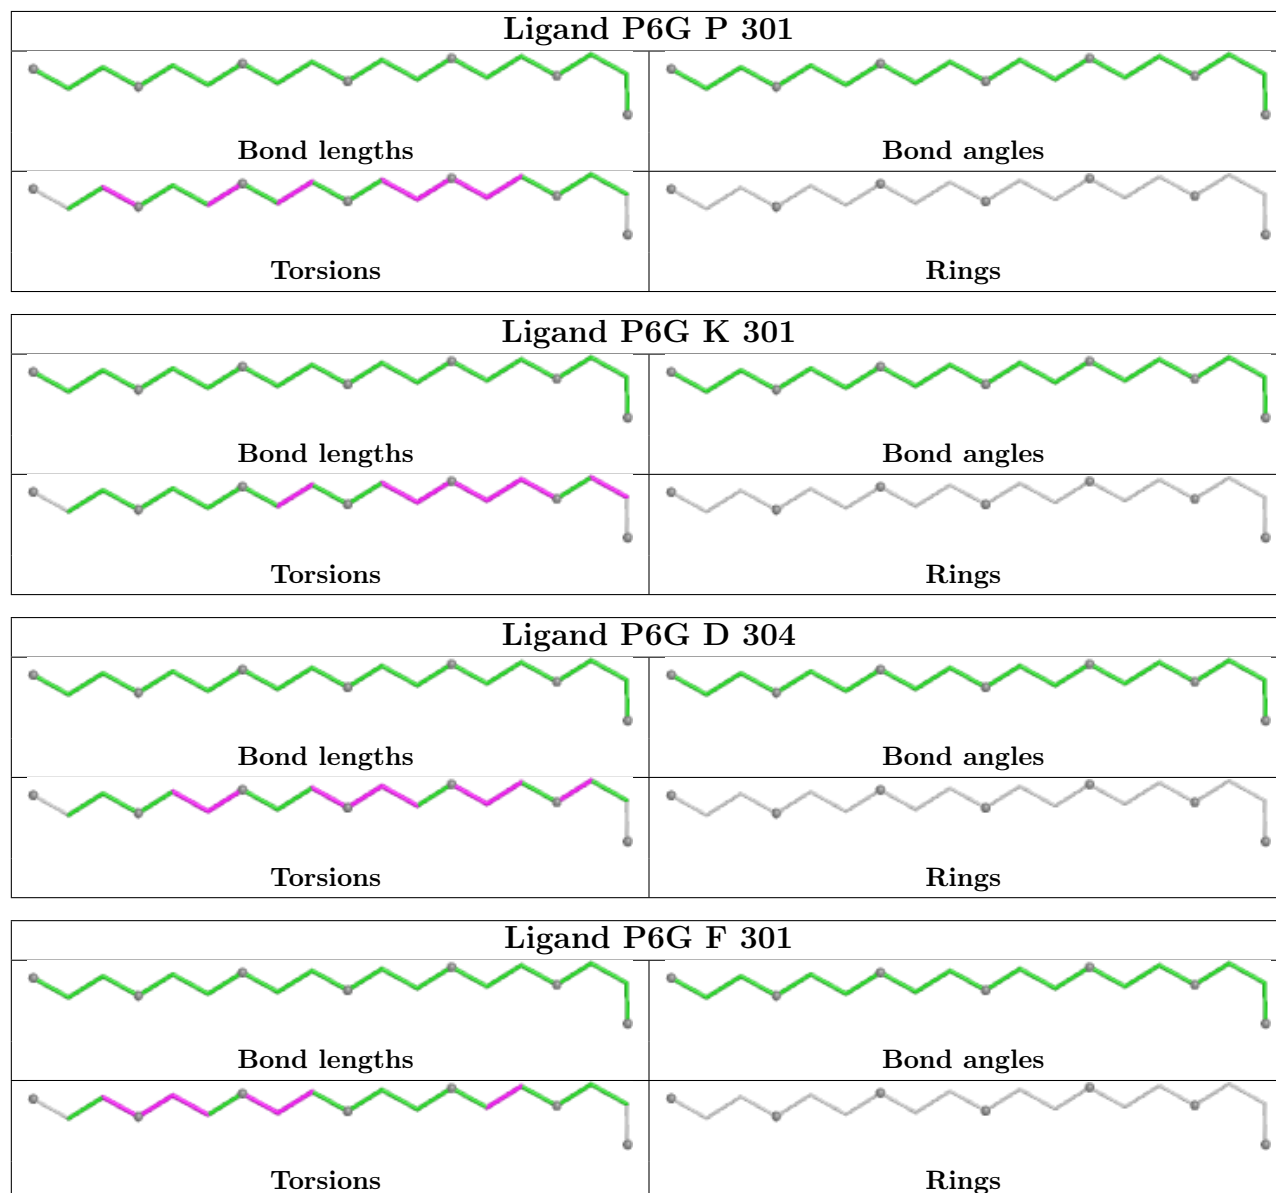 Ligand P6G P 301
Bond lengths
Bond angles
Torsions
Rings
Ligand P6G K 301
Bond lengths
Bond angles
Torsions
Rings
Ligand P6G D 304
Bond lengths
Bond angles
Torsions
Rings
Ligand P6G F 301
Bond lengths
Bond angles
Torsions
Rings